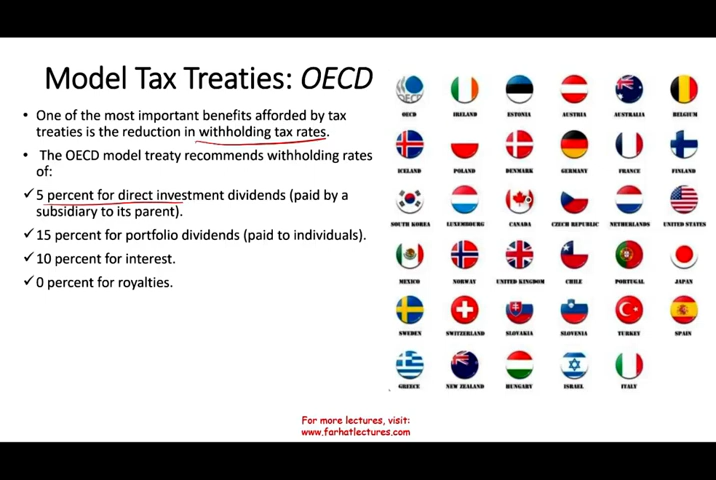 Model Tax Treaties: OECD
• One of the most important benefits afforded by tax
treaties is the reduction in withholding tax rates.
• The OECD model treaty recommends withholding rates
of:
✓5 percent for direct investment dividends (paid by a
subsidiary to its parent).
✓15 percent for portfolio dividends (paid to individuals).
✓10 percent for interest.
✓0 percent for royalties.
OECD
OECD IRELAND ESTONIA AUSTRIA AUSTRALIA BELGIUM
ICELAND POLAND DENMARK GERMANY FRANCE FINLAND
SOUTH KOREA LUXEMBOURG CANADA CZECH REPUBLIC NETHERLANDS UNITED STATES
MEXICO NORWAY UNITED KINGDOM CHILE PORTUGAL JAPAN
SWEDEN SWITZERLAND SLOVAKIA SLOVENIA TURKEY SPAIN
GREECE NEW ZEALAND HUNGARY ISRAEL ITALY
For more lectures, visit:
www.farhatlectures.com